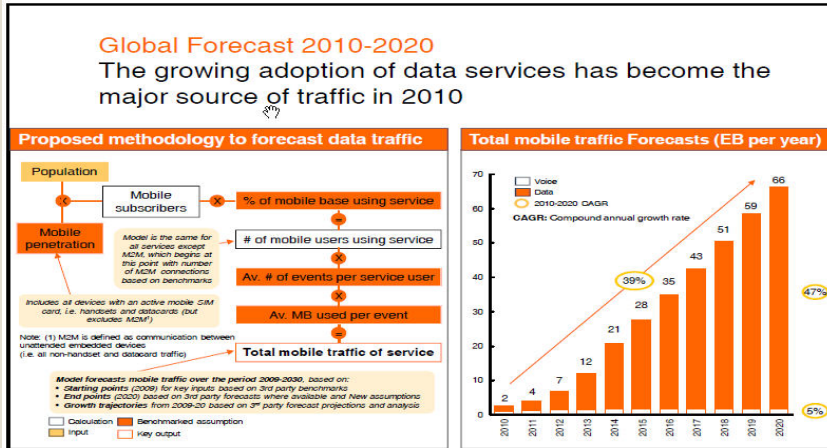 Global Forecast 2010-2020
The growing adoption of data services has become the
major source of traffic in 2010
Proposed methodology to forecast data traffic
Population
x
Mobile
penetration
Mobile
subscribers
x
% of mobile base using service
=
# of mobile users using service
x
Av. # of events per service user
x
Av. MB used per event
=
Total mobile traffic of service
Model is the same for
all services except
M2M, which begins at
this point with number
of M2M connections
based on benchmarks
Includes all devices with an active mobile SIM
card, i.e. handsets and datacards (but
excludes M2M¹)
Note: (1) M2M is defined as communication between
unattended embedded devices
(i.e. all non-handset and datacard traffic)
Model forecasts mobile traffic over the period 2009-2030, based on:
• Starting points (2009) for key inputs based on 3rd party benchmarks
• End points (2020) based on 3rd party forecasts where available and New assumptions
• Growth trajectories from 2009-20 based on 3rd party forecast projections and analysis
Calculation
Benchmarked assumption
Input
Key output
Total mobile traffic Forecasts (EB per year)
Voice
Data
2010-2020 CAGR
CAGR: Compound annual growth rate
70
60
50
40
30
20
10
0
2
4
7
12
21
28
35
43
51
59
66
39%
47%
5%
2010
2011
2012
2013
2014
2015
2016
2017
2018
2019
2020